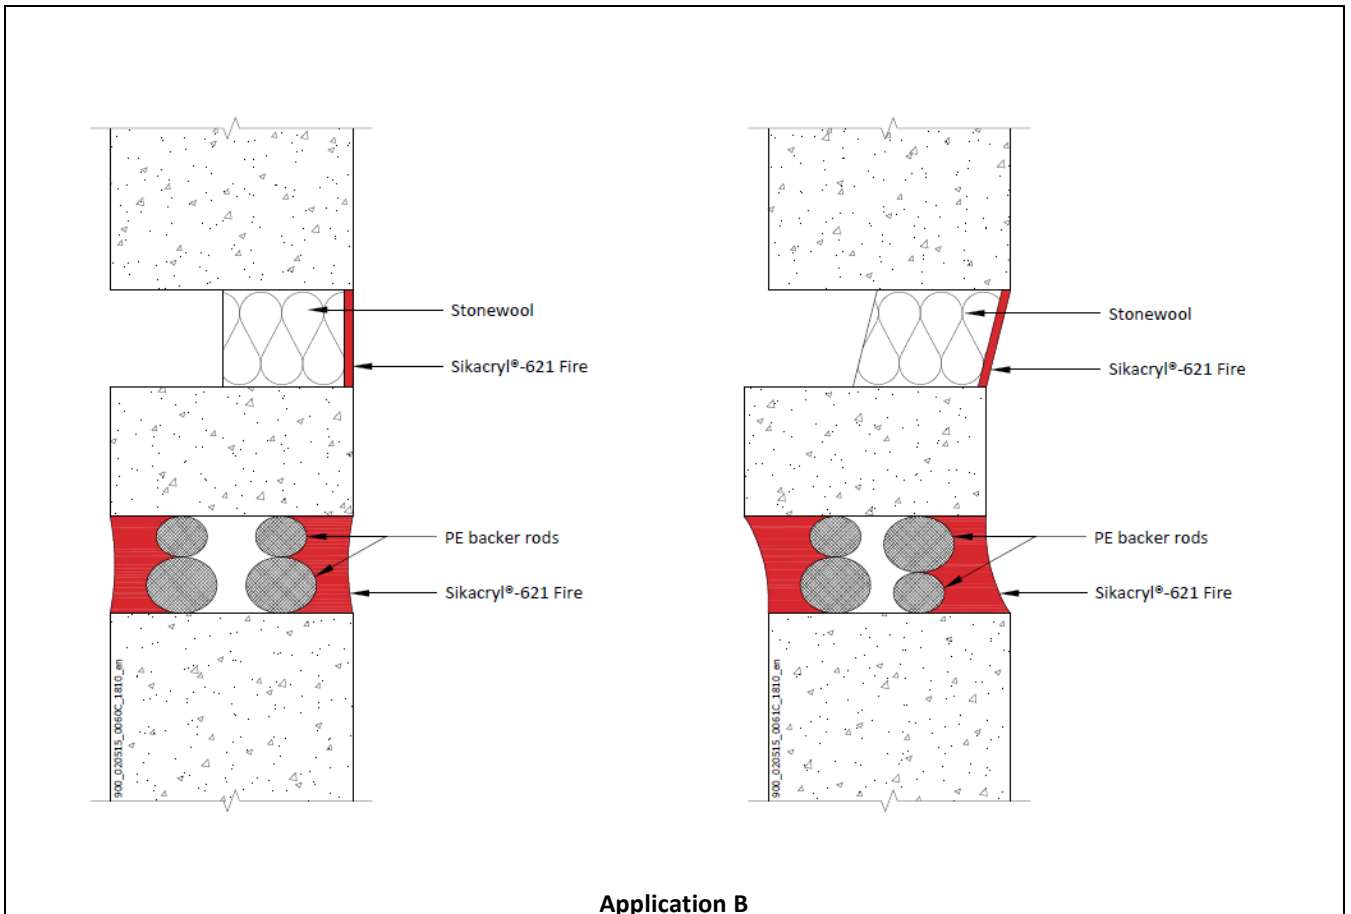 Stonewool
Sikacryl®-621 Fire
PE backer rods
Sikacryl®-621 Fire
900_020515_0060C_1810_en
Stonewool
Sikacryl®-621 Fire
PE backer rods
Sikacryl®-621 Fire
900_020515_0061C_1810_en
Application B